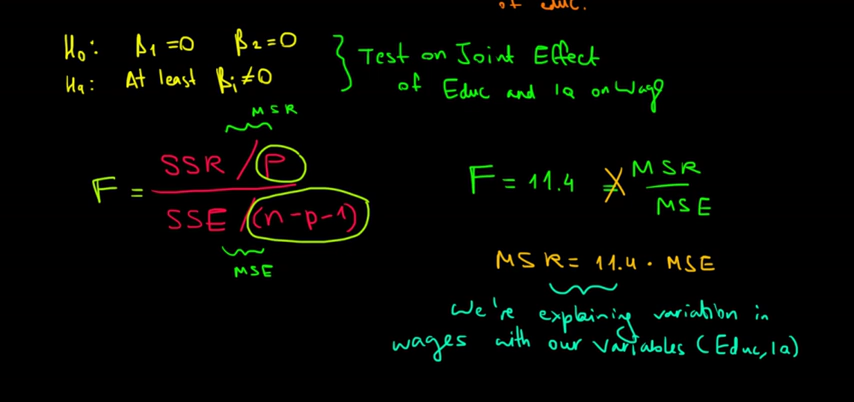 of educ.
H₀: β₁ = 0 β₂ = 0
Hₐ: At least βᵢ ≠ 0
} Test on Joint Effect
of Educ and IQ on Wage
MSR
F = SSR / p
SSE / (n-p-1)
MSE
F = 11.4 = MSR
MSE
MSR = 11.4 · MSE
We're explaining variation in
wages with our variables (Educ, IQ)